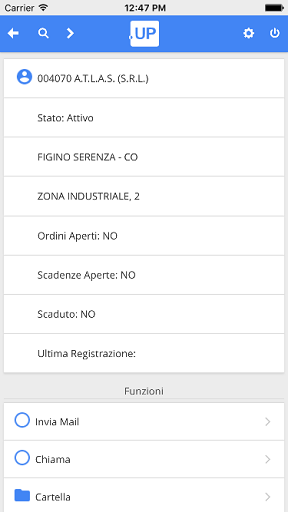 Carrier 12:47 PM
.UP
004070 A.T.L.A.S. (S.R.L.)
Stato: Attivo
FIGINO SERENZA - CO
ZONA INDUSTRIALE, 2
Ordini Aperti: NO
Scadenze Aperte: NO
Scaduto: NO
Ultima Registrazione:
Funzioni
Invia Mail
Chiama
Cartella